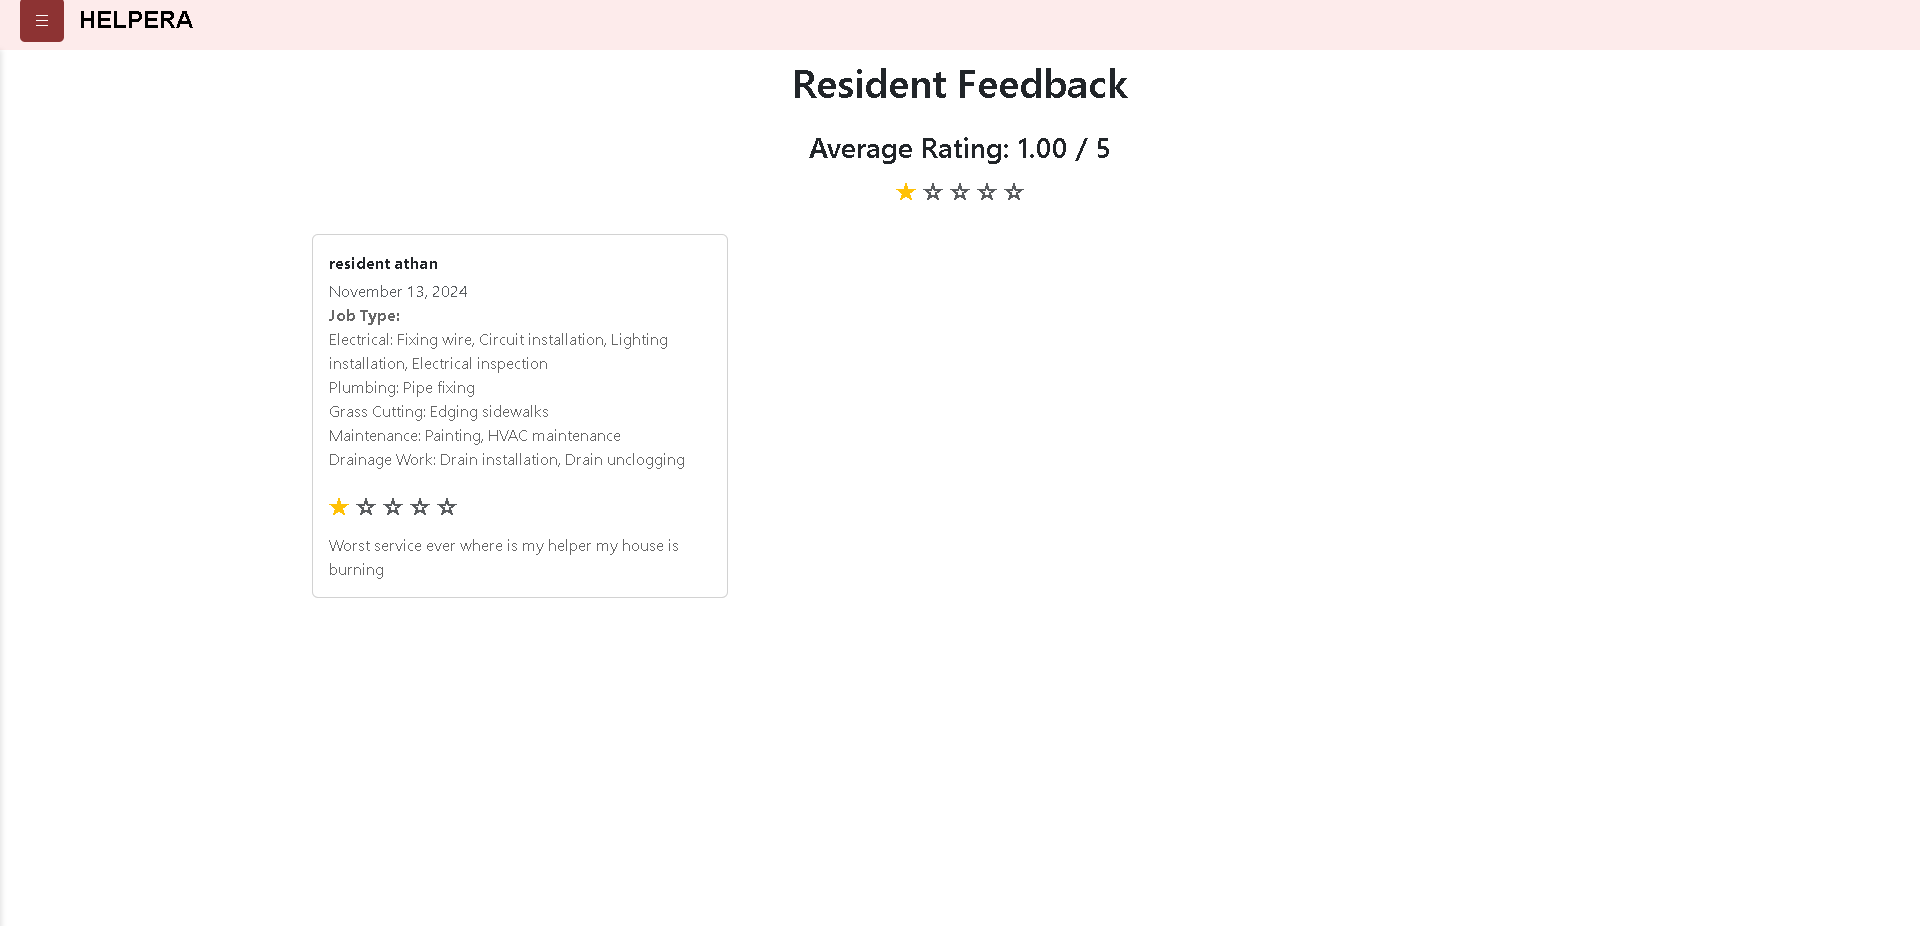 HELPERA
Resident Feedback
Average Rating: 1.00 / 5
resident athan
November 13, 2024
Job Type:
Electrical: Fixing wire, Circuit installation, Lighting
installation, Electrical inspection
Plumbing: Pipe fixing
Grass Cutting: Edging sidewalks
Maintenance: Painting, HVAC maintenance
Drainage Work: Drain installation, Drain unclogging
Worst service ever where is my helper my house is
burning